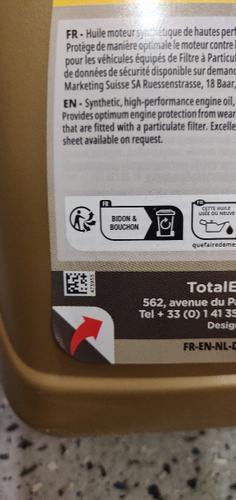 FR - Huile moteur synthétique de hautes perf
Protège de manière optimale le moteur contre l
pour les véhicules équipés de Filtre à Particul
de données de sécurité disponible sur deman
Marketing Suisse SA Ruessenstrasse, 18 Baar,
EN - Synthetic, high-performance engine oil,
Provides optimum engine protection from wear
that are fitted with a particulate filter. Excelle
sheet available on request.
FR
FR
BIDON &
BOUCHON
CETTE HUILE
USÉE OU NEUVE
quefairedeme
TotalE
562, avenue du Pa
Tel + 33 (0) 1 41 35
Design
FR-EN-NL-D